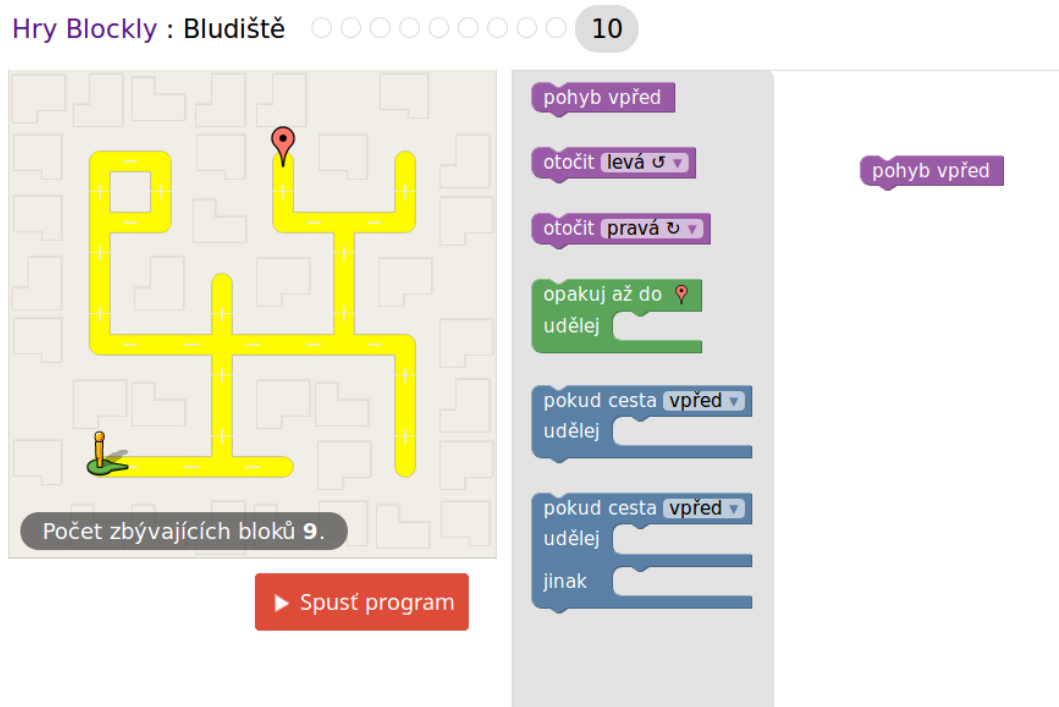 Hry Blockly : Bludiště 10
pohyb vpřed
otočit levá ↺ ▾
otočit pravá ↻ ▾
opakuj až do
udělej
pokud cesta vpřed ▾
udělej
pokud cesta vpřed ▾
udělej
jinak
pohyb vpřed
Počet zbývajících bloků 9.
Spusť program